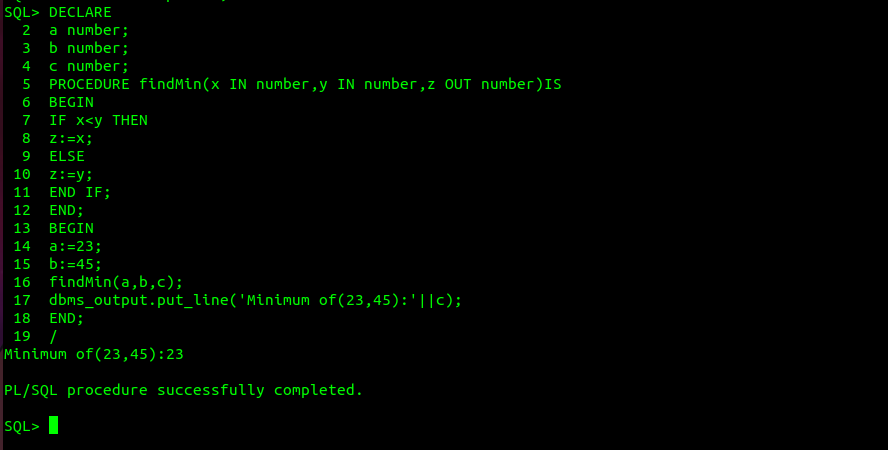 SQL> DECLARE
2 a number;
3 b number;
4 c number;
5 PROCEDURE findMin(x IN number,y IN number,z OUT number)IS
6 BEGIN
7 IF x<y THEN
8 z:=x;
9 ELSE
10 z:=y;
11 END IF;
12 END;
13 BEGIN
14 a:=23;
15 b:=45;
16 findMin(a,b,c);
17 dbms_output.put_line('Minimum of(23,45):'||c);
18 END;
19 /
Minimum of(23,45):23
PL/SQL procedure successfully completed.
SQL>